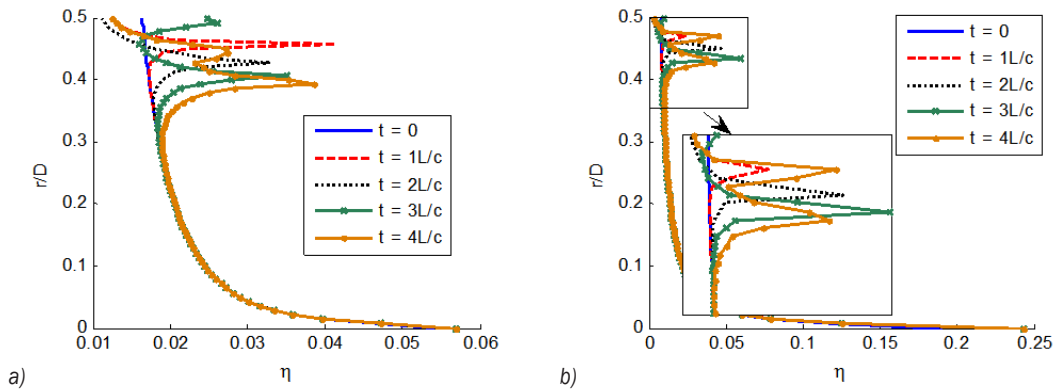 0.5
0.4
0.3
0.2
0.1
0
r/D
0.01 0.02 0.03 0.04 0.05 0.06
η
t = 0
t = 1L/c
t = 2L/c
t = 3L/c
t = 4L/c
a)
0.5
0.4
0.3
0.2
0.1
0
r/D
0 0.05 0.1 0.15 0.2 0.25
η
t = 0
t = 1L/c
t = 2L/c
t = 3L/c
t = 4L/c
b)